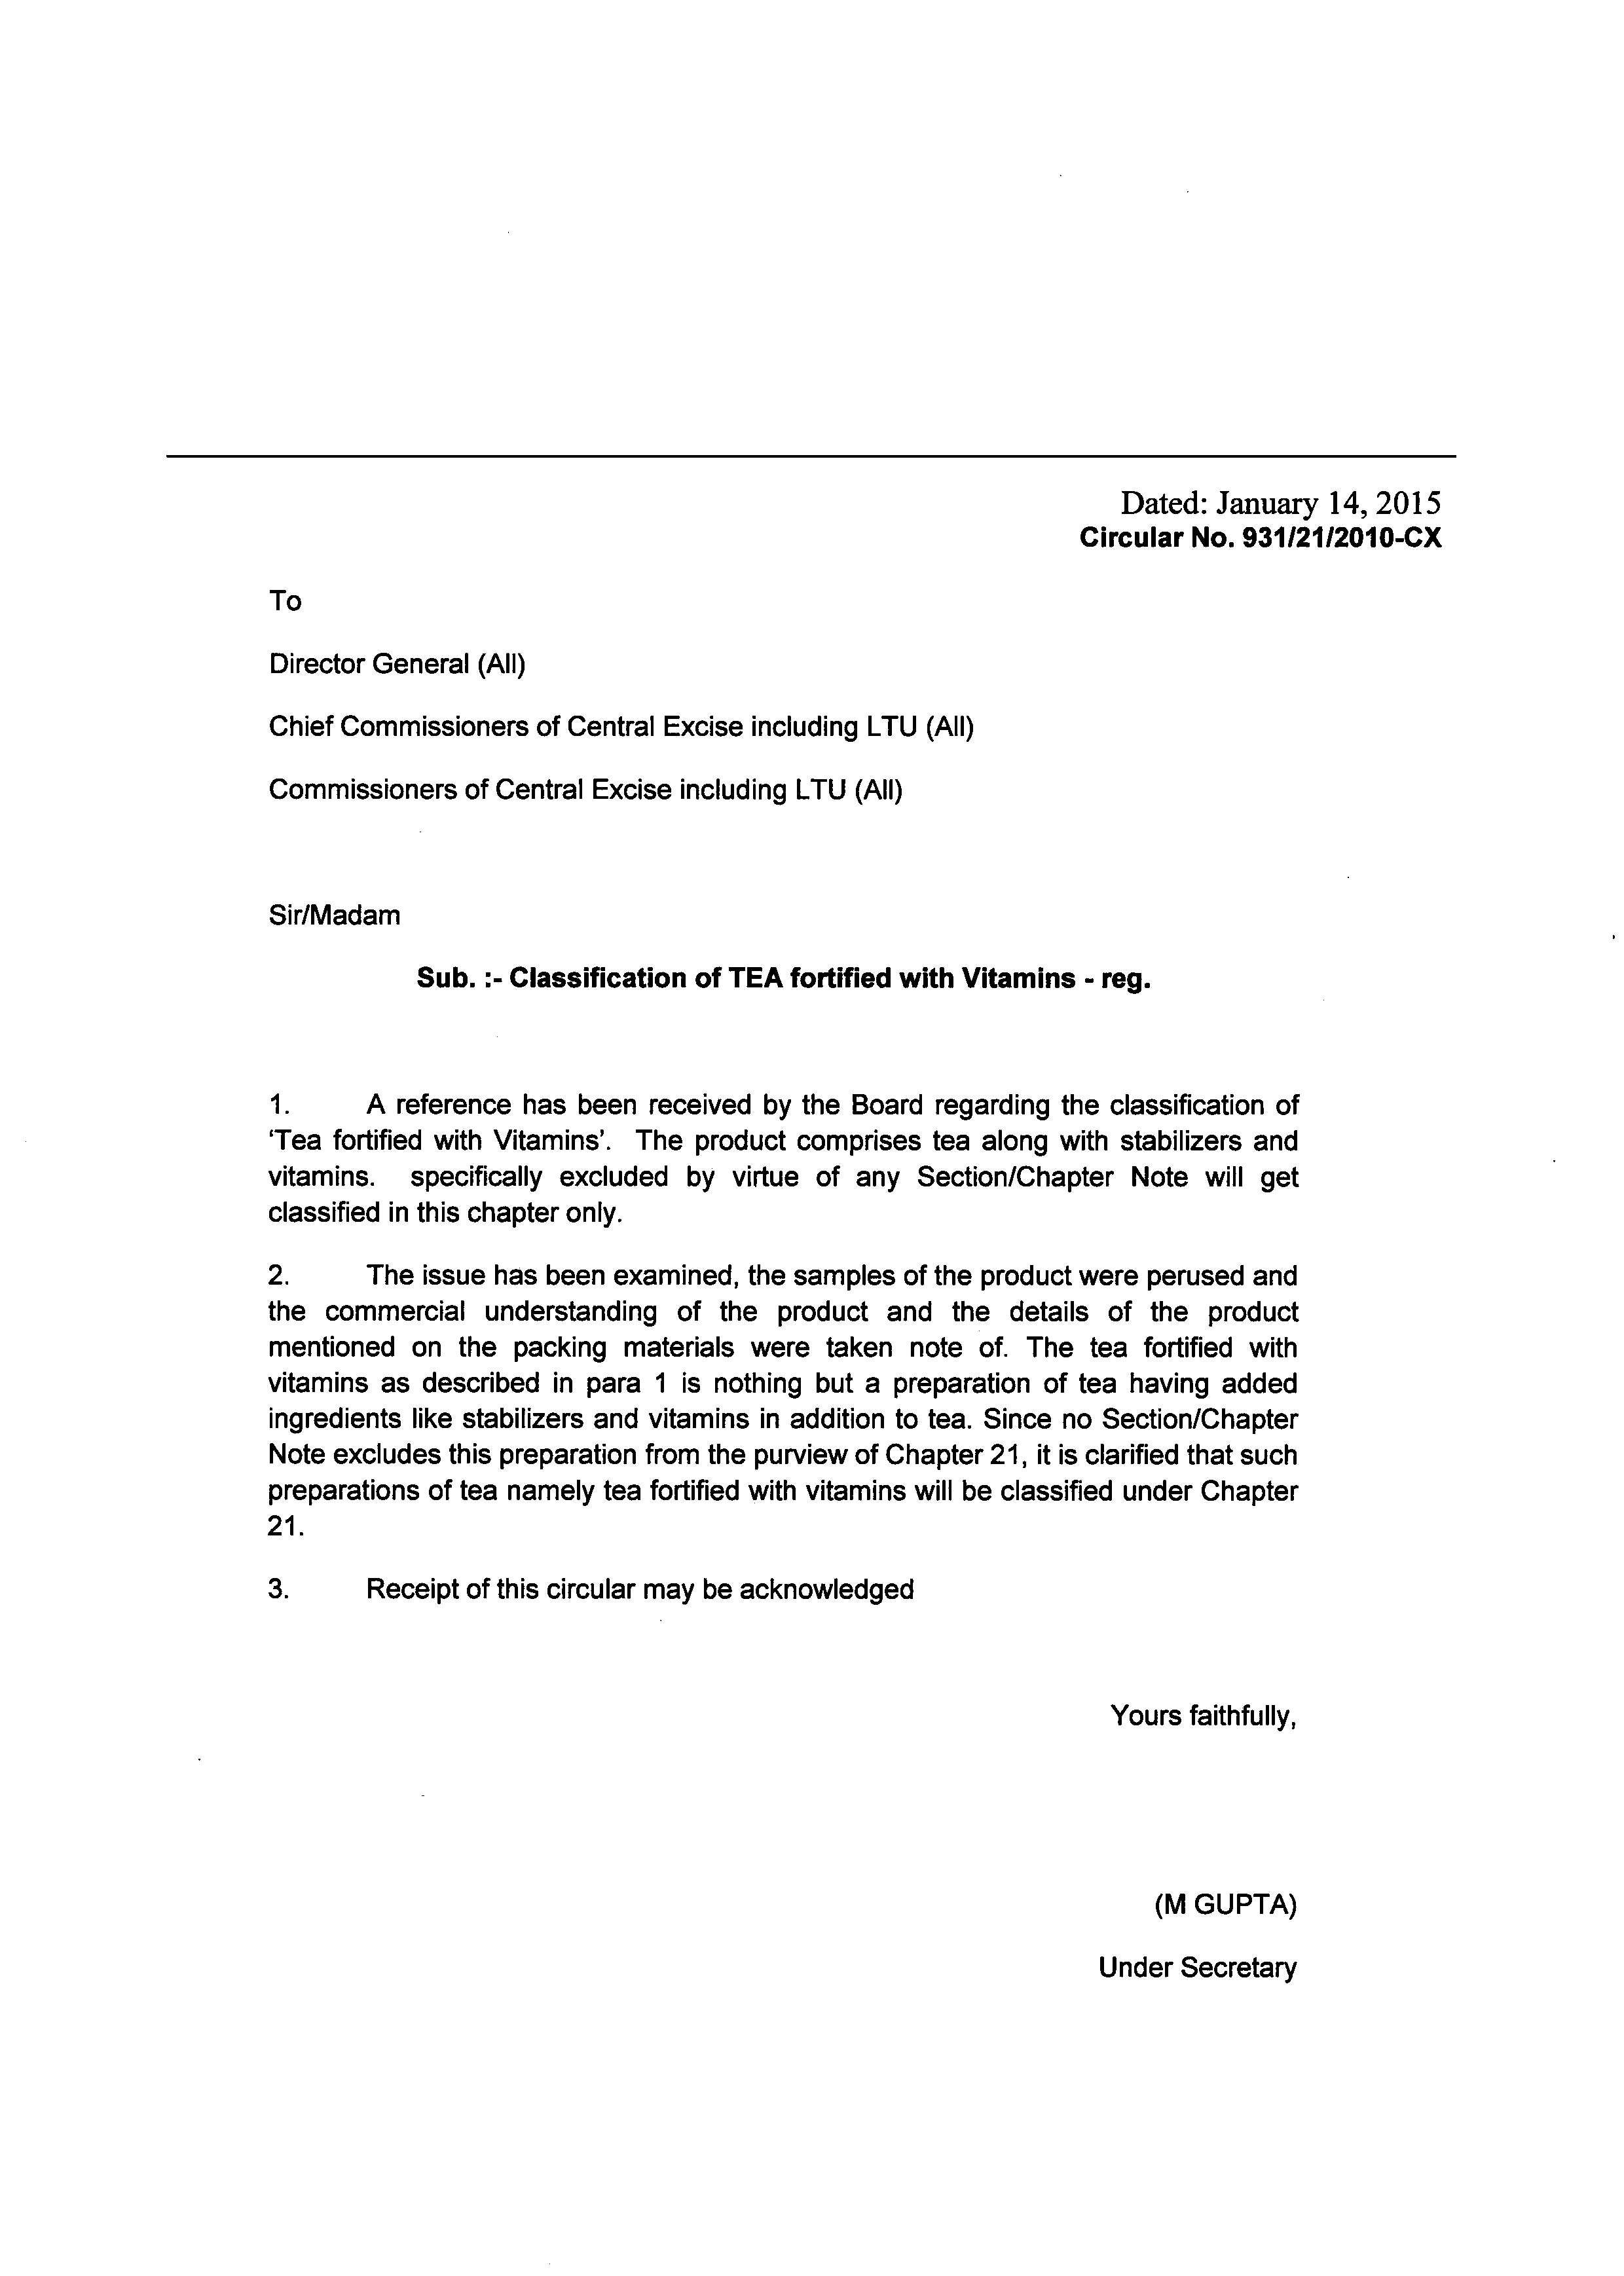 Dated: January 14, 2015
Circular No. 931/21/2010-CX
To
Director General (All)
Chief Commissioners of Central Excise including LTU (All)
Commissioners of Central Excise including LTU (All)
Sir/Madam
Sub. :- Classification of TEA fortified with Vitamins - reg.
1. A reference has been received by the Board regarding the classification of
‘Tea fortified with Vitamins’. The product comprises tea along with stabilizers and
vitamins. specifically excluded by virtue of any Section/Chapter Note will get
classified in this chapter only.
2. The issue has been examined, the samples of the product were perused and
the commercial understanding of the product and the details of the product
mentioned on the packing materials were taken note of. The tea fortified with
vitamins as described in para 1 is nothing but a preparation of tea having added
ingredients like stabilizers and vitamins in addition to tea. Since no Section/Chapter
Note excludes this preparation from the purview of Chapter 21, it is clarified that such
preparations of tea namely tea fortified with vitamins will be classified under Chapter
21.
3. Receipt of this circular may be acknowledged
Yours faithfully,
(M GUPTA)
Under Secretary